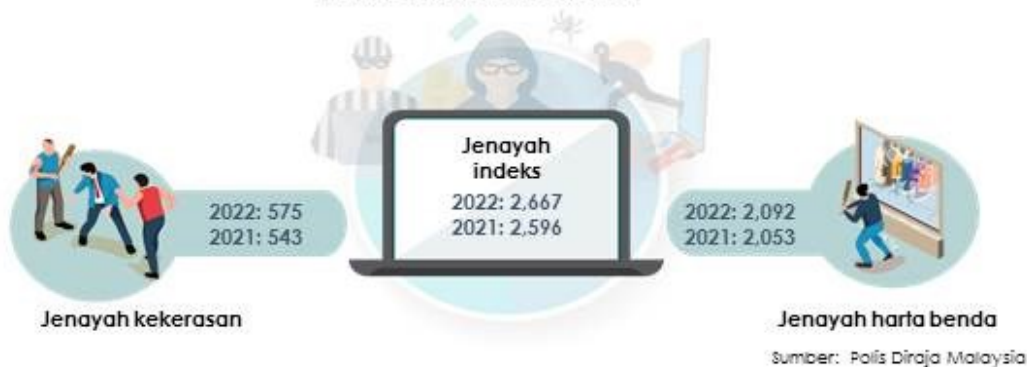 Jenayah
indeks
2022: 2,667
2021: 2,596
2022: 575
2021: 543
2022: 2,092
2021: 2,053
Jenayah kekerasan
Jenayah harta benda
Sumber: Polis Diraja Malaysia